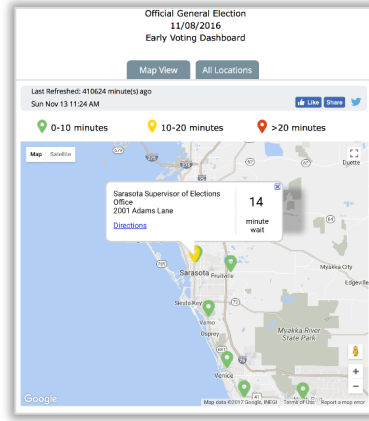 Official General Election
11/08/2016
Early Voting Dashboard
Map View
All Locations
Last Refreshed: 410624 minute(s) ago
Sun Nov 13 11:24 AM
Like
Share
0-10 minutes
10-20 minutes
>20 minutes
Map
Satellite
Duette
Sarasota Supervisor of Elections
Office
2001 Adams Lane
Directions
14
minute
wait
Sarasota
Fruitville
Myakka City
Edgeville
Siesta Key
Vamo
Osprey
Myakka River
State Park
Venice
Google
Map data ©2017 Google, INEGI
Terms of Use
Report a map error